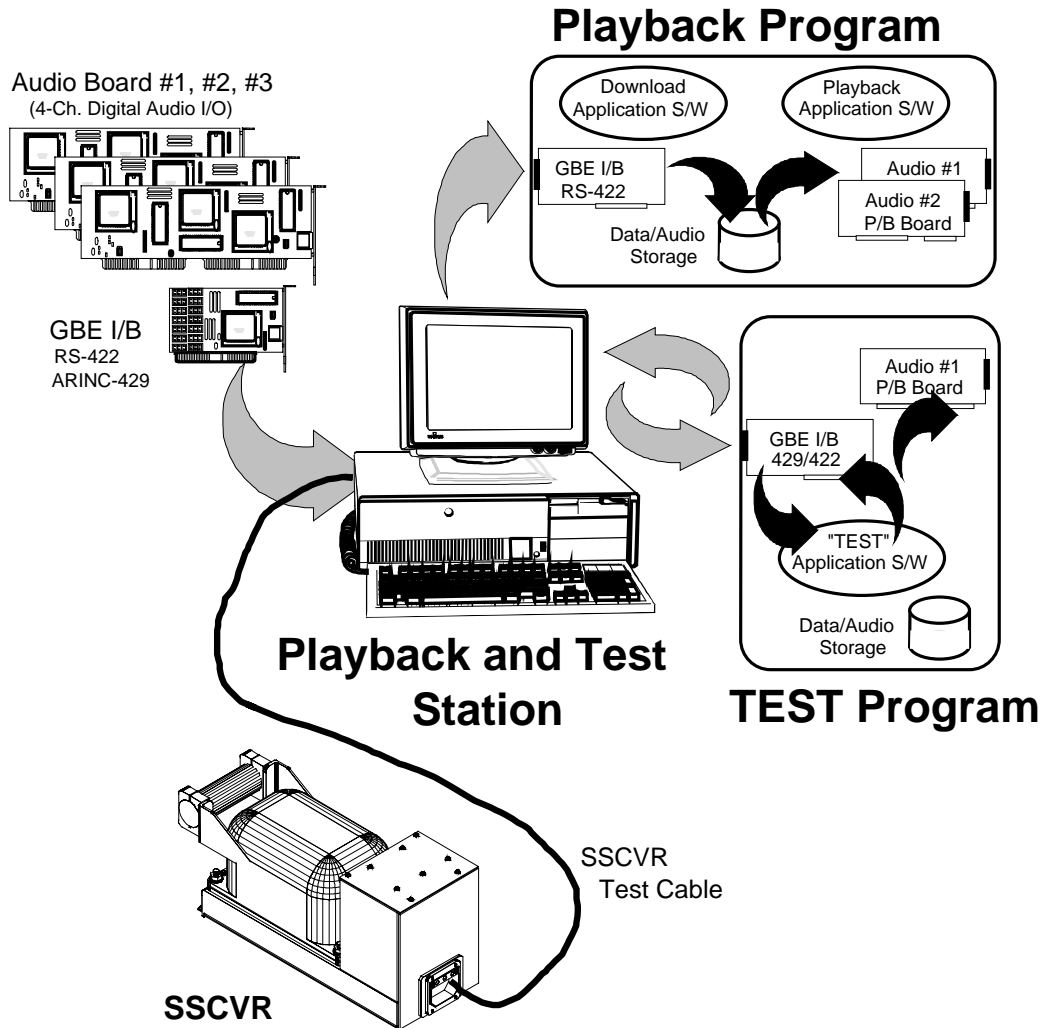 Playback Program
Audio Board #1, #2, #3
(4-Ch. Digital Audio I/O)
Download
Application S/W
Playback
Application S/W
GBE I/B
RS-422
Audio #1
Audio #2
P/B Board
Data/Audio
Storage
GBE I/B
RS-422
ARINC-429
Audio #1
P/B Board
GBE I/B
429/422
"TEST"
Application S/W
Data/Audio
Storage
Playback and Test
Station
TEST Program
SSCVR
Test Cable
SSCVR